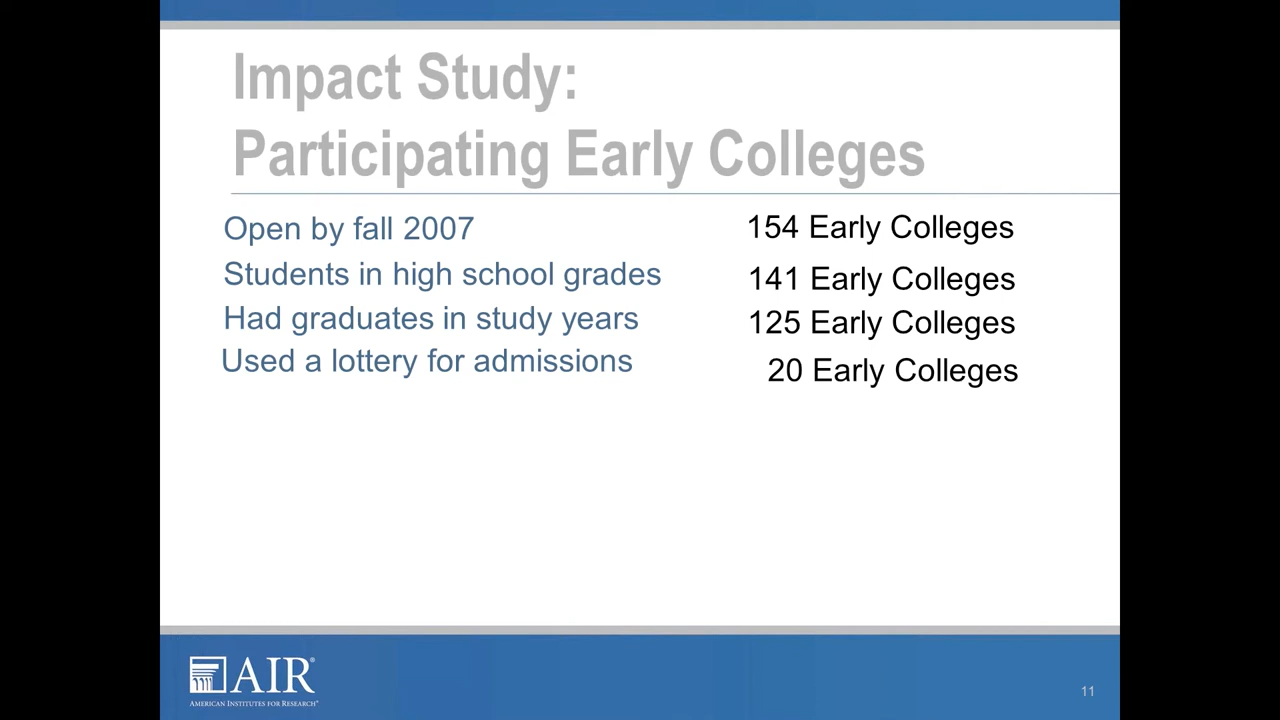 Impact Study:
Participating Early Colleges
Open by fall 2007 154 Early Colleges
Students in high school grades 141 Early Colleges
Had graduates in study years 125 Early Colleges
Used a lottery for admissions 20 Early Colleges
AIR®
AMERICAN INSTITUTES FOR RESEARCH®
11